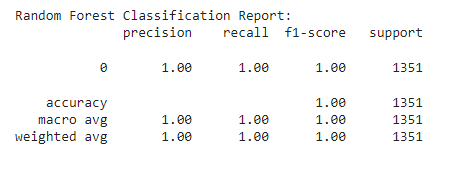 Random Forest Classification Report:
precision recall f1-score support
0 1.00 1.00 1.00 1351
accuracy 1.00 1351
macro avg 1.00 1.00 1.00 1351
weighted avg 1.00 1.00 1.00 1351